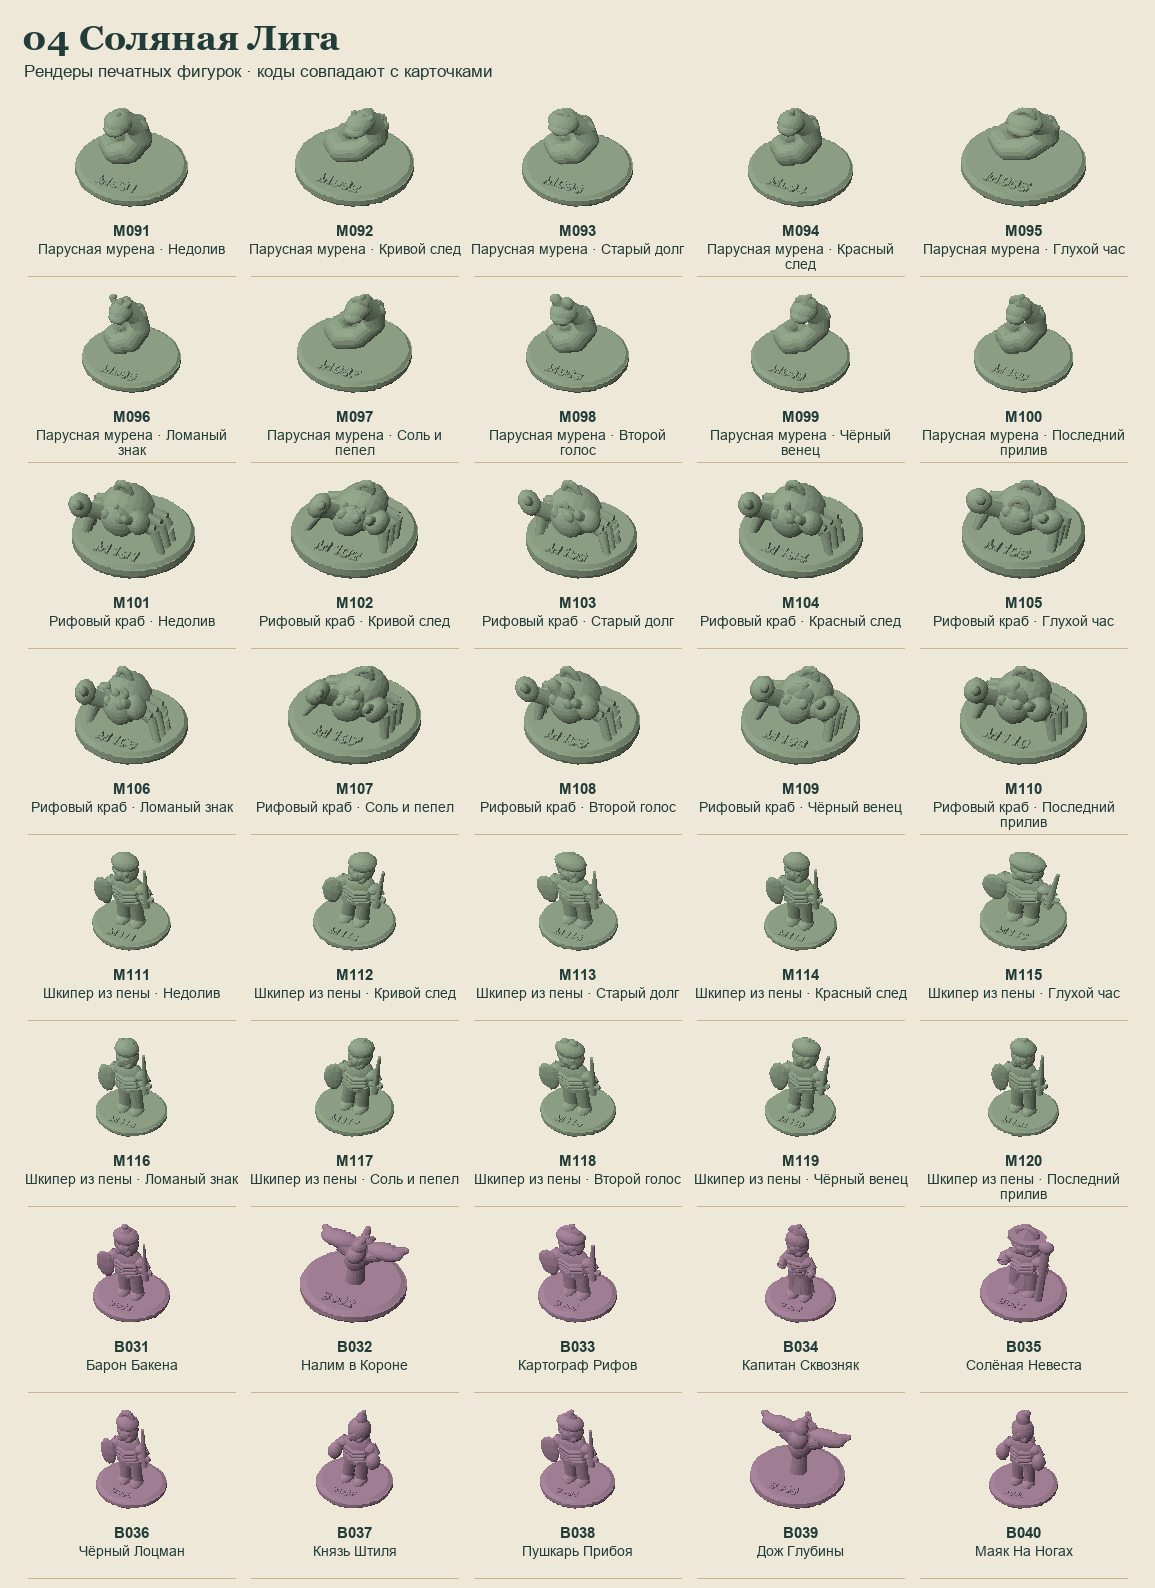 04 Соляная Лига
Рендеры печатных фигурок · коды совпадают с карточками
M091 M092 M093 M094 M095
Парусная мурена · Недолив Парусная мурена · Кривой след Парусная мурена · Старый долг Парусная мурена · Красный Парусная мурена · Глухой час
след
M096 M097 M098 M099 M100
Парусная мурена · Ломаный Парусная мурена · Соль и Парусная мурена · Второй Парусная мурена · Чёрный Парусная мурена · Последний
знак пепел голос венец прилив
M101 M102 M103 M104 M105
Рифовый краб · Недолив Рифовый краб · Кривой след Рифовый краб · Старый долг Рифовый краб · Красный след Рифовый краб · Глухой час
M106 M107 M108 M109 M110
Рифовый краб · Ломаный знак Рифовый краб · Соль и пепел Рифовый краб · Второй голос Рифовый краб · Чёрный венец Рифовый краб · Последний
прилив
M111 M112 M113 M114 M115
Шкипер из пены · Недолив Шкипер из пены · Кривой след Шкипер из пены · Старый долг Шкипер из пены · Красный след Шкипер из пены · Глухой час
M116 M117 M118 M119 M120
Шкипер из пены · Ломаный знак Шкипер из пены · Соль и пепел Шкипер из пены · Второй голос Шкипер из пены · Чёрный венец Шкипер из пены · Последний
прилив
B031 B032 B033 B034 B035
Барон Бакена Налим в Короне Картограф Рифов Капитан Сквозняк Солёная Невеста
B036 B037 B038 B039 B040
Чёрный Лоцман Князь Штиля Пушкарь Прибоя Дож Глубины Маяк На Ногах